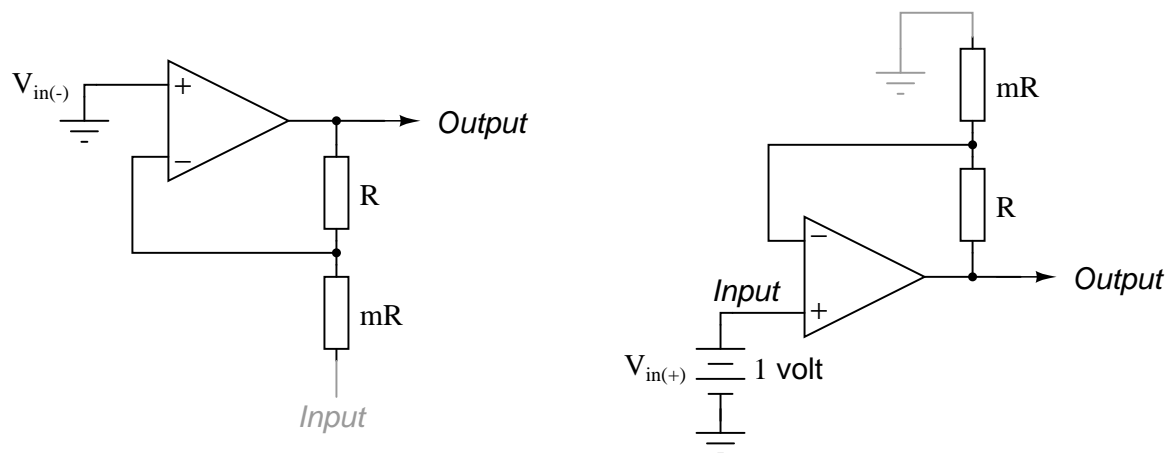 V_in(-)
+
−
Output
R
mR
Input
mR
R
−
+
Input
Output
V_in(+)
1 volt